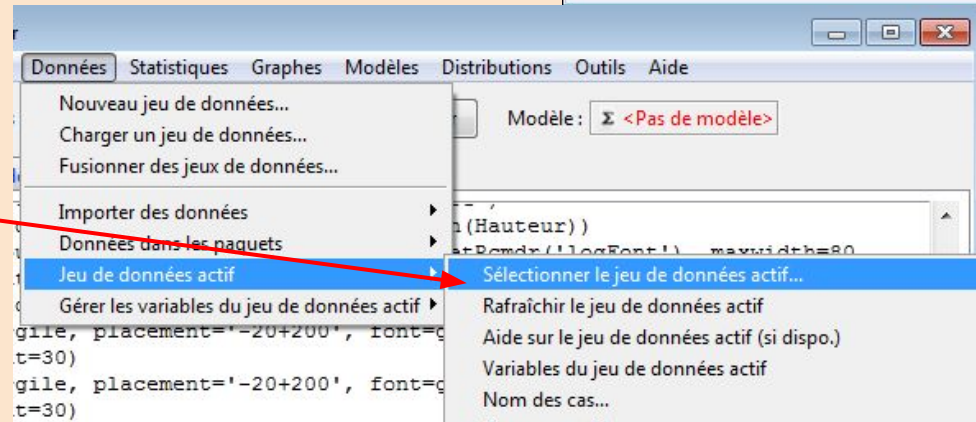 Données Statistiques Graphes Modèles Distributions Outils Aide
Nouveau jeu de données...
Modèle : Σ <Pas de modèle>
Charger un jeu de données...
Fusionner des jeux de données...
Importer des données
(Hauteur))
Données dans les paquets
maxwidth=80
Jeu de données actif
Sélectionner le jeu de données actif...
Gérer les variables du jeu de données actif
Rafraîchir le jeu de données actif
placement='-20+200',
Aide sur le jeu de données actif (si dispo.)
t=30)
Variables du jeu de données actif
gile, placement='-20+200', font=g
Nom des cas...
t=30)